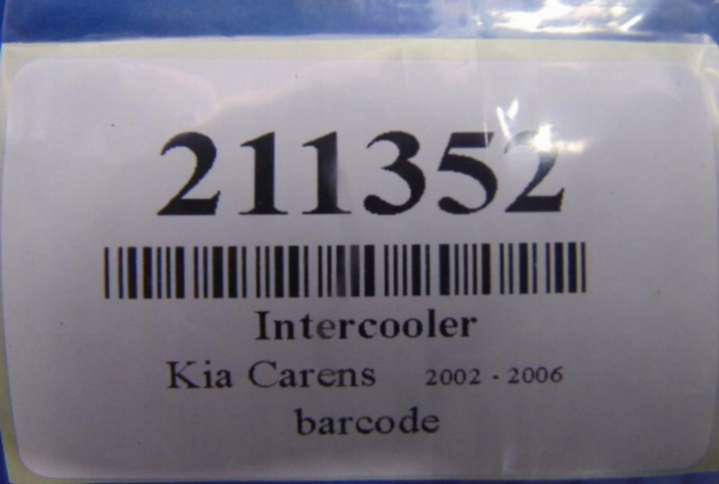 211352
Intercooler
Kia Carens 2002 - 2006
barcode